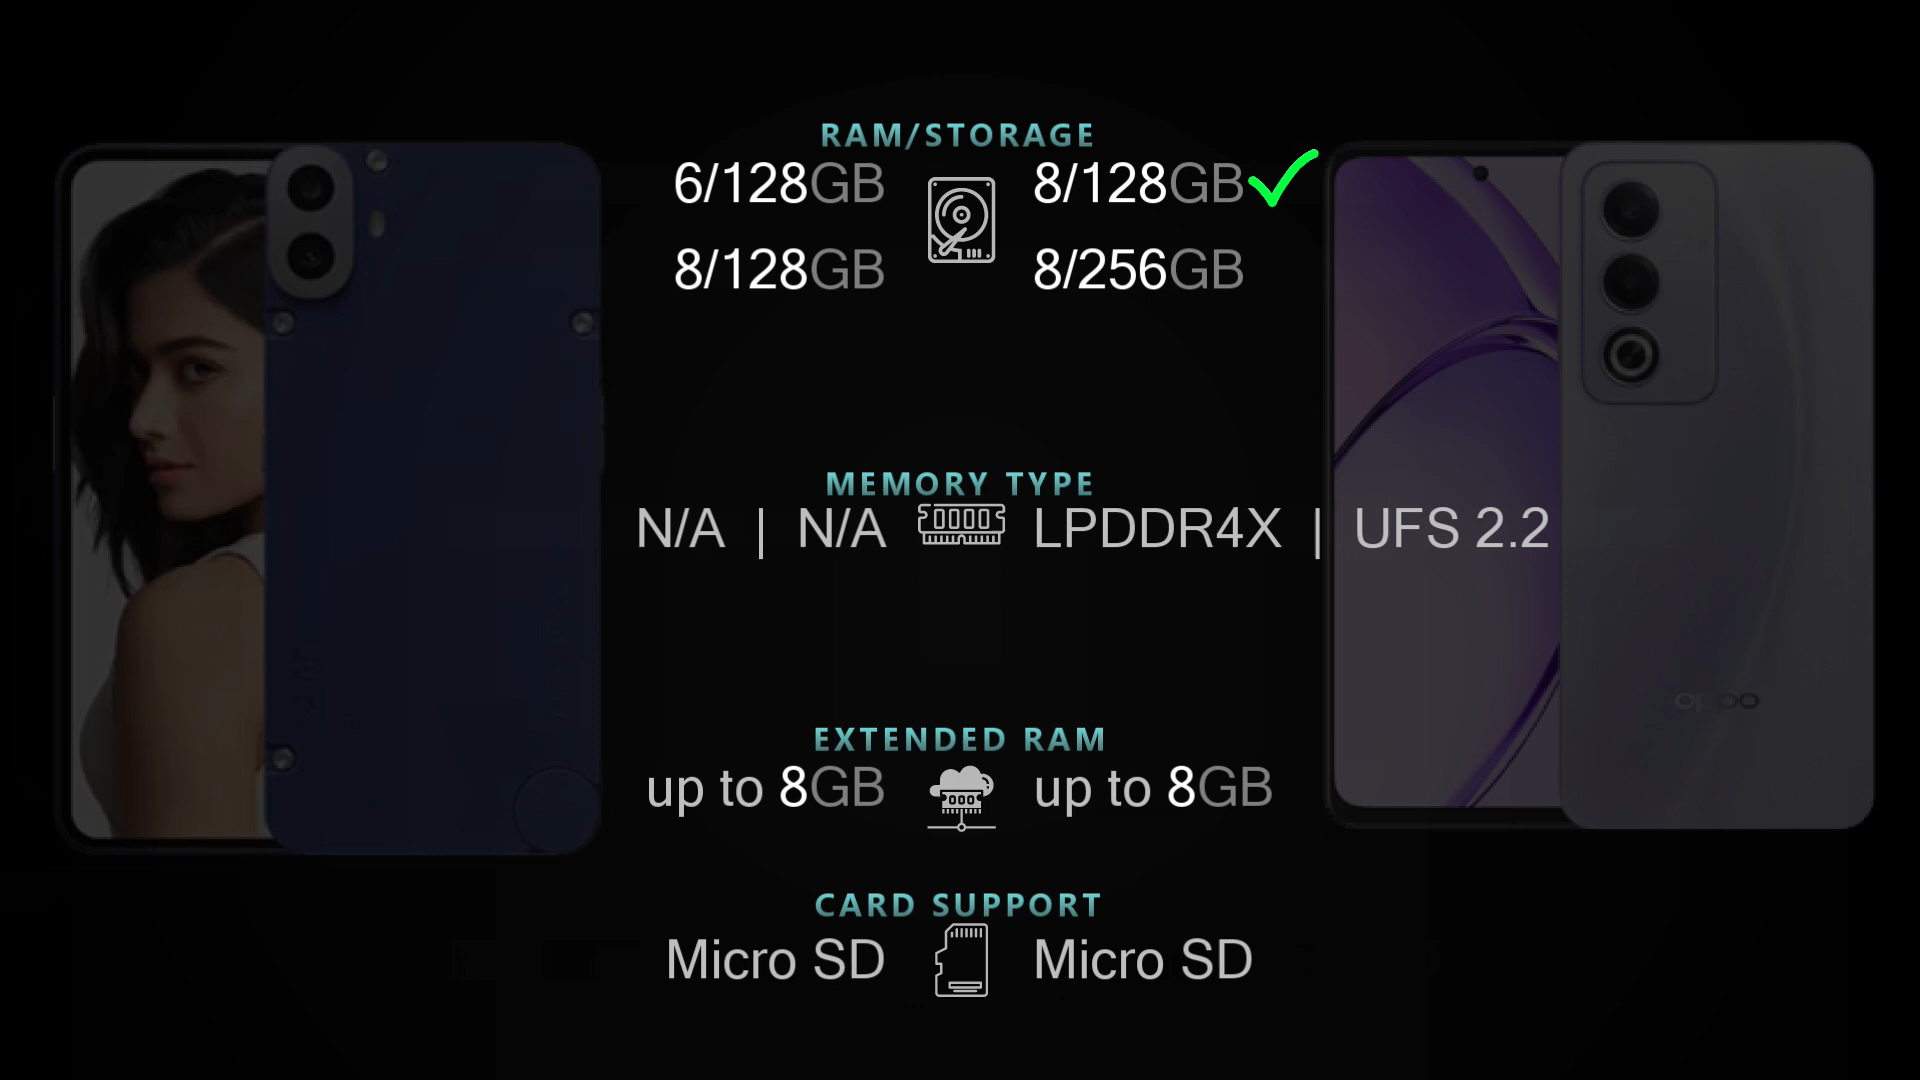 RAM/STORAGE
6/128GB 8/128GB
8/128GB 8/256GB
MEMORY TYPE
N/A | N/A LPDDR4X | UFS 2.2
EXTENDED RAM
up to 8GB up to 8GB
oppo
CARD SUPPORT
Micro SD Micro SD